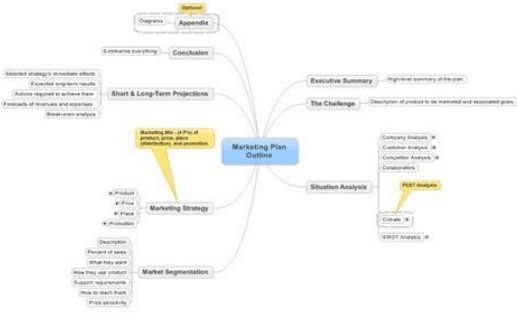 Optional
Diagrams
Appendix
Summarize everything
Conclusion
Selected strategy's immediate effects
Expected long-term results
Actions required to achieve them
Forecasts of revenues and expenses
Break-even analysis
Short & Long-Term Projections
Marketing Mix - (4 P's) of
product, price, place
(distribution), and promotion.
Product
Price
Place
Promotion
Marketing Strategy
Description
Percent of sales
What they want
How they use product
Support requirements
How to reach them
Price sensitivity
Market Segmentation
Marketing Plan
Outline
Executive Summary
High-level summary of the plan
The Challenge
Description of product to be marketed and associated goals
Situation Analysis
Company Analysis
Customer Analysis
Competitor Analysis
Collaborators
PEST Analysis
Climate
SWOT Analysis